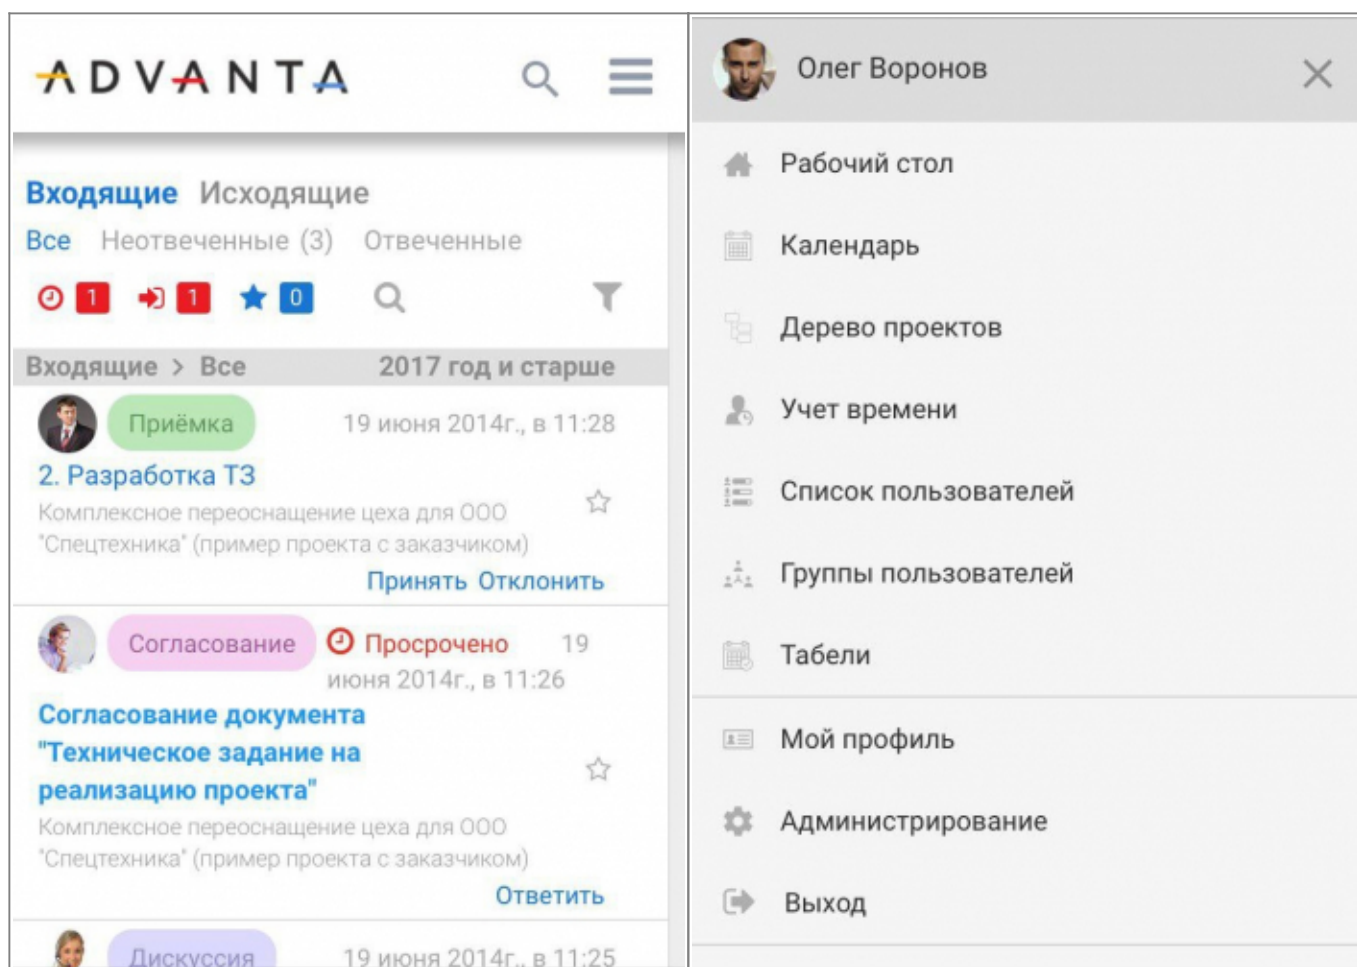 ADVANTA
Входящие Исходящие
Все Неотвеченные (3) Отвеченные
1 1 0
Входящие > Все 2017 год и старше
Приёмка 19 июня 2014г., в 11:28
2. Разработка ТЗ
Комплексное переоснащение цеха для ООО
"Спецтехника" (пример проекта с заказчиком)
Принять Отклонить
Согласование Просрочено 19
июня 2014г., в 11:26
Согласование документа
"Техническое задание на
реализацию проекта"
Комплексное переоснащение цеха для ООО
"Спецтехника" (пример проекта с заказчиком)
Ответить
Дискуссия 19 июня 2014г., в 11:25
Олег Воронов
Рабочий стол
Календарь
Дерево проектов
Учет времени
Список пользователей
Группы пользователей
Табели
Мой профиль
Администрирование
Выход